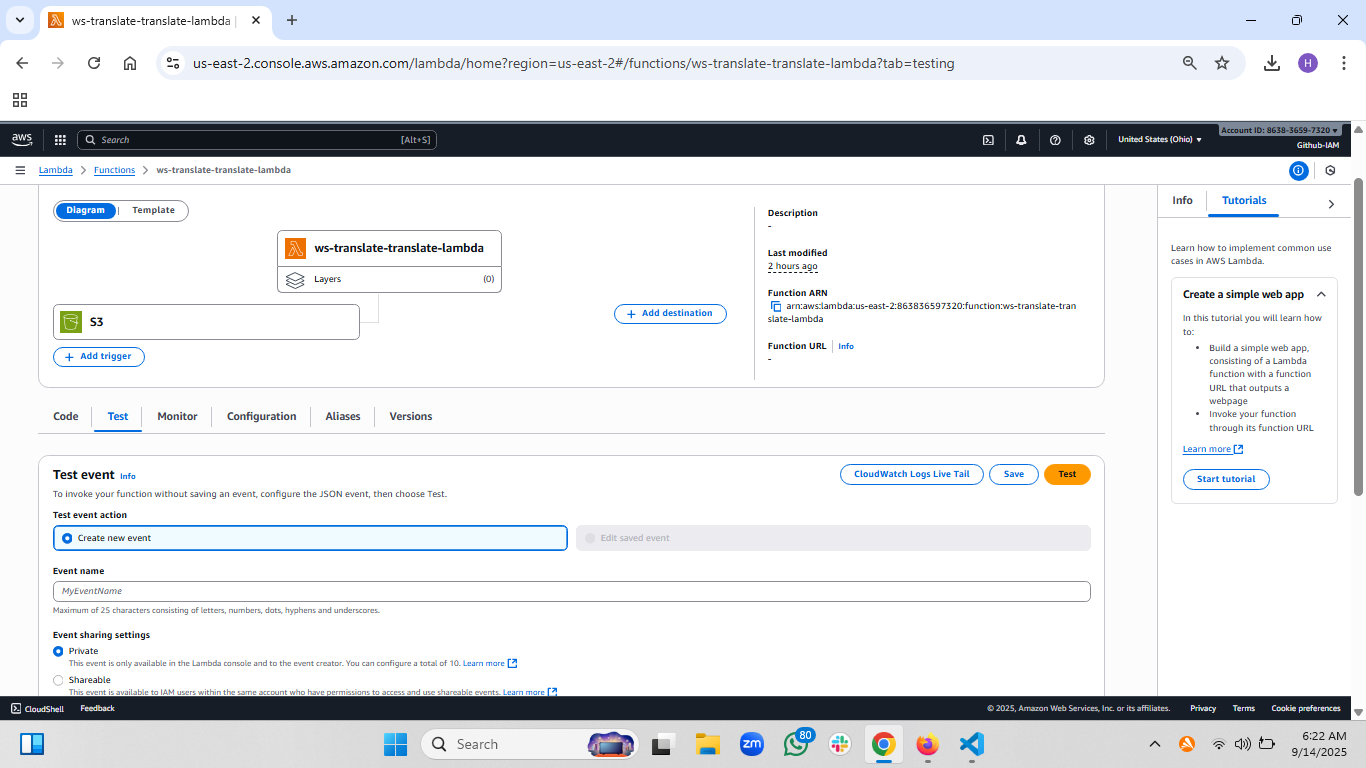 ws-translate-translate-lambda |
us-east-2.console.aws.amazon.com/lambda/home?region=us-east-2#/functions/ws-translate-translate-lambda?tab=testing
H
aws
Search
[Alt+S]
United States (Ohio)
Account ID: 8638-3659-7320
Github-IAM
Lambda
Functions
ws-translate-translate-lambda
Diagram
Template
ws-translate-translate-lambda
Layers
(0)
S3
Add trigger
Add destination
Description
-
Last modified
2 hours ago
Function ARN
arn:aws:lambda:us-east-2:863836597320:function:ws-translate-tran
slate-lambda
Function URL
Info
-
Info
Tutorials
Learn how to implement common use
cases in AWS Lambda.
Create a simple web app
In this tutorial you will learn how
to:
• Build a simple web app,
consisting of a Lambda
function with a function
URL that outputs a
webpage
• Invoke your function
through its function URL
Learn more
Start tutorial
Code
Test
Monitor
Configuration
Aliases
Versions
Test event
Info
CloudWatch Logs Live Tail
Save
Test
To invoke your function without saving an event, configure the JSON event, then choose Test.
Test event action
Create new event
Edit saved event
Event name
MyEventName
Maximum of 25 characters consisting of letters, numbers, dots, hyphens and underscores.
Event sharing settings
Private
This event is only available in the Lambda console and to the event creator. You can configure a total of 10. Learn more
Shareable
This event is available to IAM users within the same account who have permissions to access and use shareable events. Learn more
CloudShell
Feedback
© 2025, Amazon Web Services, Inc. or its affiliates.
Privacy
Terms
Cookie preferences
Search
zm
80
6:22 AM
9/14/2025